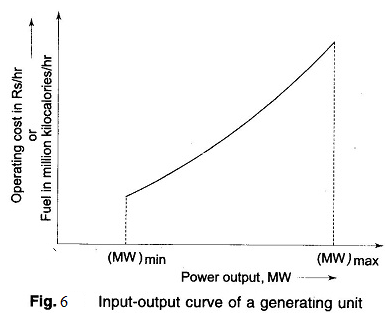 Operating cost in Rs/hr
or
Fuel in million kilocalories/hr
(MW)min
(MW)max
Power output, MW
Fig. 6 Input-output curve of a generating unit